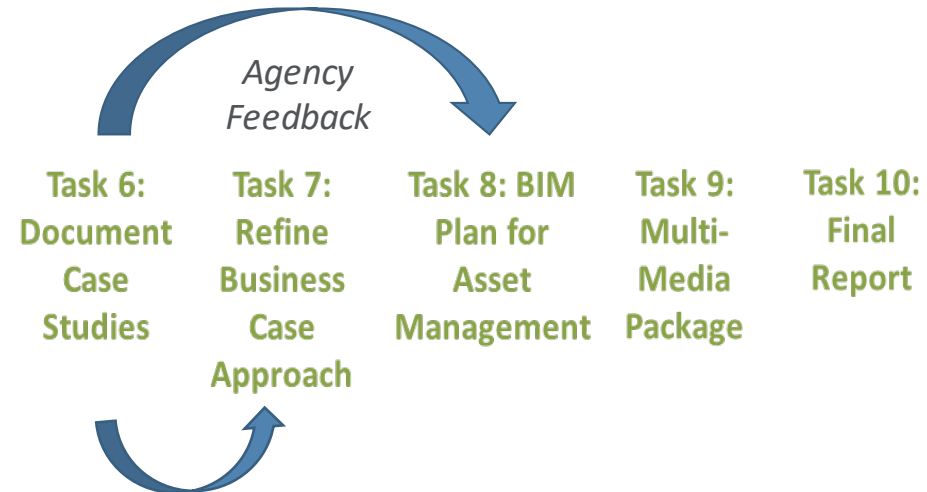 Agency
Feedback
Task 6:
Document
Case
Studies
Task 7:
Refine
Business
Case
Approach
Task 8: BIM
Plan for
Asset
Management
Task 9:
Multi-
Media
Package
Task 10:
Final
Report